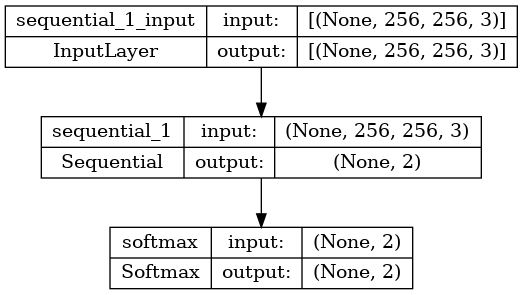 sequential_1_input input: [(None, 256, 256, 3)]
InputLayer output: [(None, 256, 256, 3)]
sequential_1 input: (None, 256, 256, 3)
Sequential output: (None, 2)
softmax input: (None, 2)
Softmax output: (None, 2)